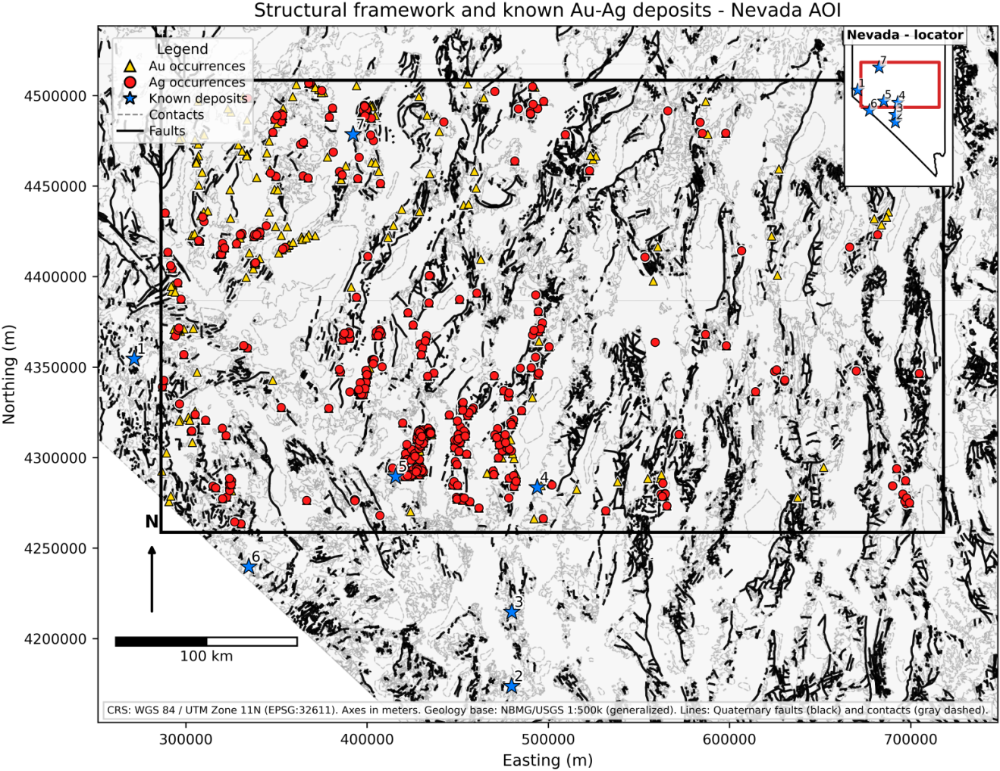 Structural framework and known Au-Ag deposits - Nevada AOI
Legend
Au occurrences
Ag occurrences
Known deposits
Contacts
Faults
Nevada - locator
7
1
5
4
6
3
2
4500000
4450000
4400000
4350000
4300000
4250000
4200000
Northing (m)
7
1
5
4
N
6
3
2
100 km
CRS: WGS 84 / UTM Zone 11N (EPSG:32611). Axes in meters. Geology base: NBMG/USGS 1:500k (generalized). Lines: Quaternary faults (black) and contacts (gray dashed).
300000
400000
500000
600000
700000
Easting (m)